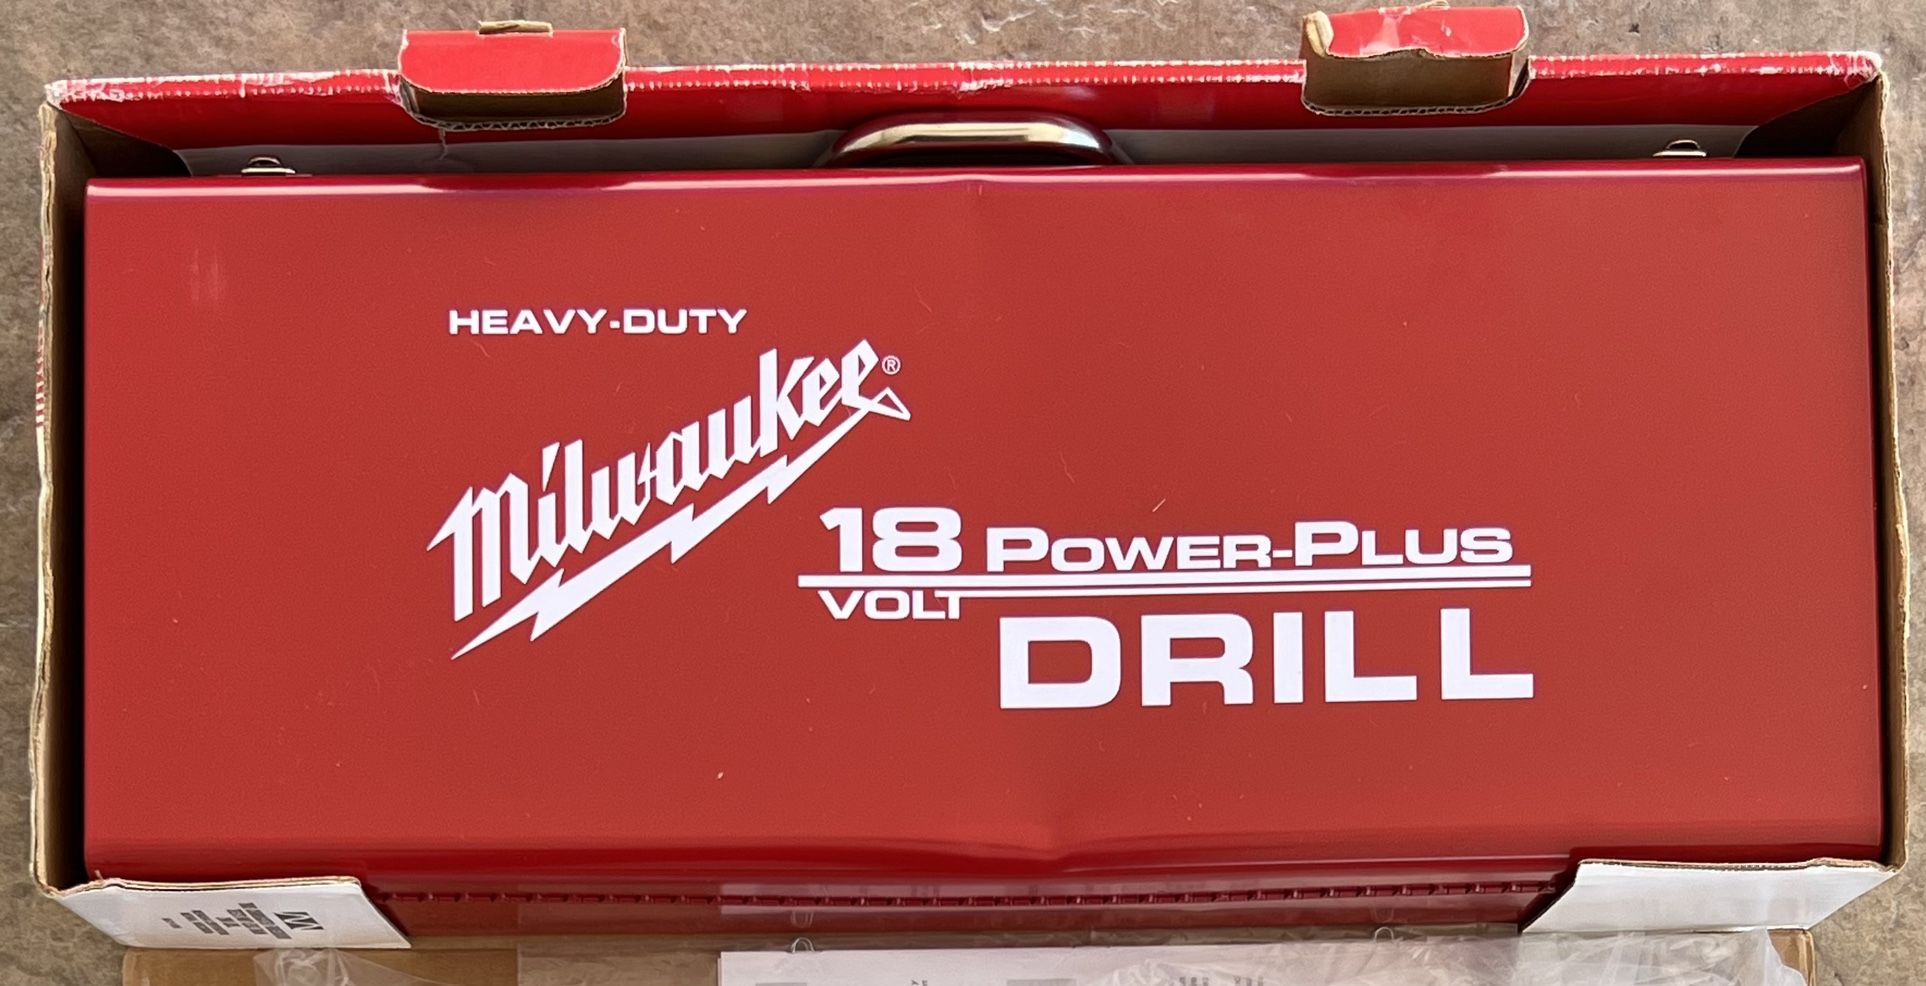 HEAVY-DUTY
Milwaukee®
18 POWER-PLUS
VOLT
DRILL